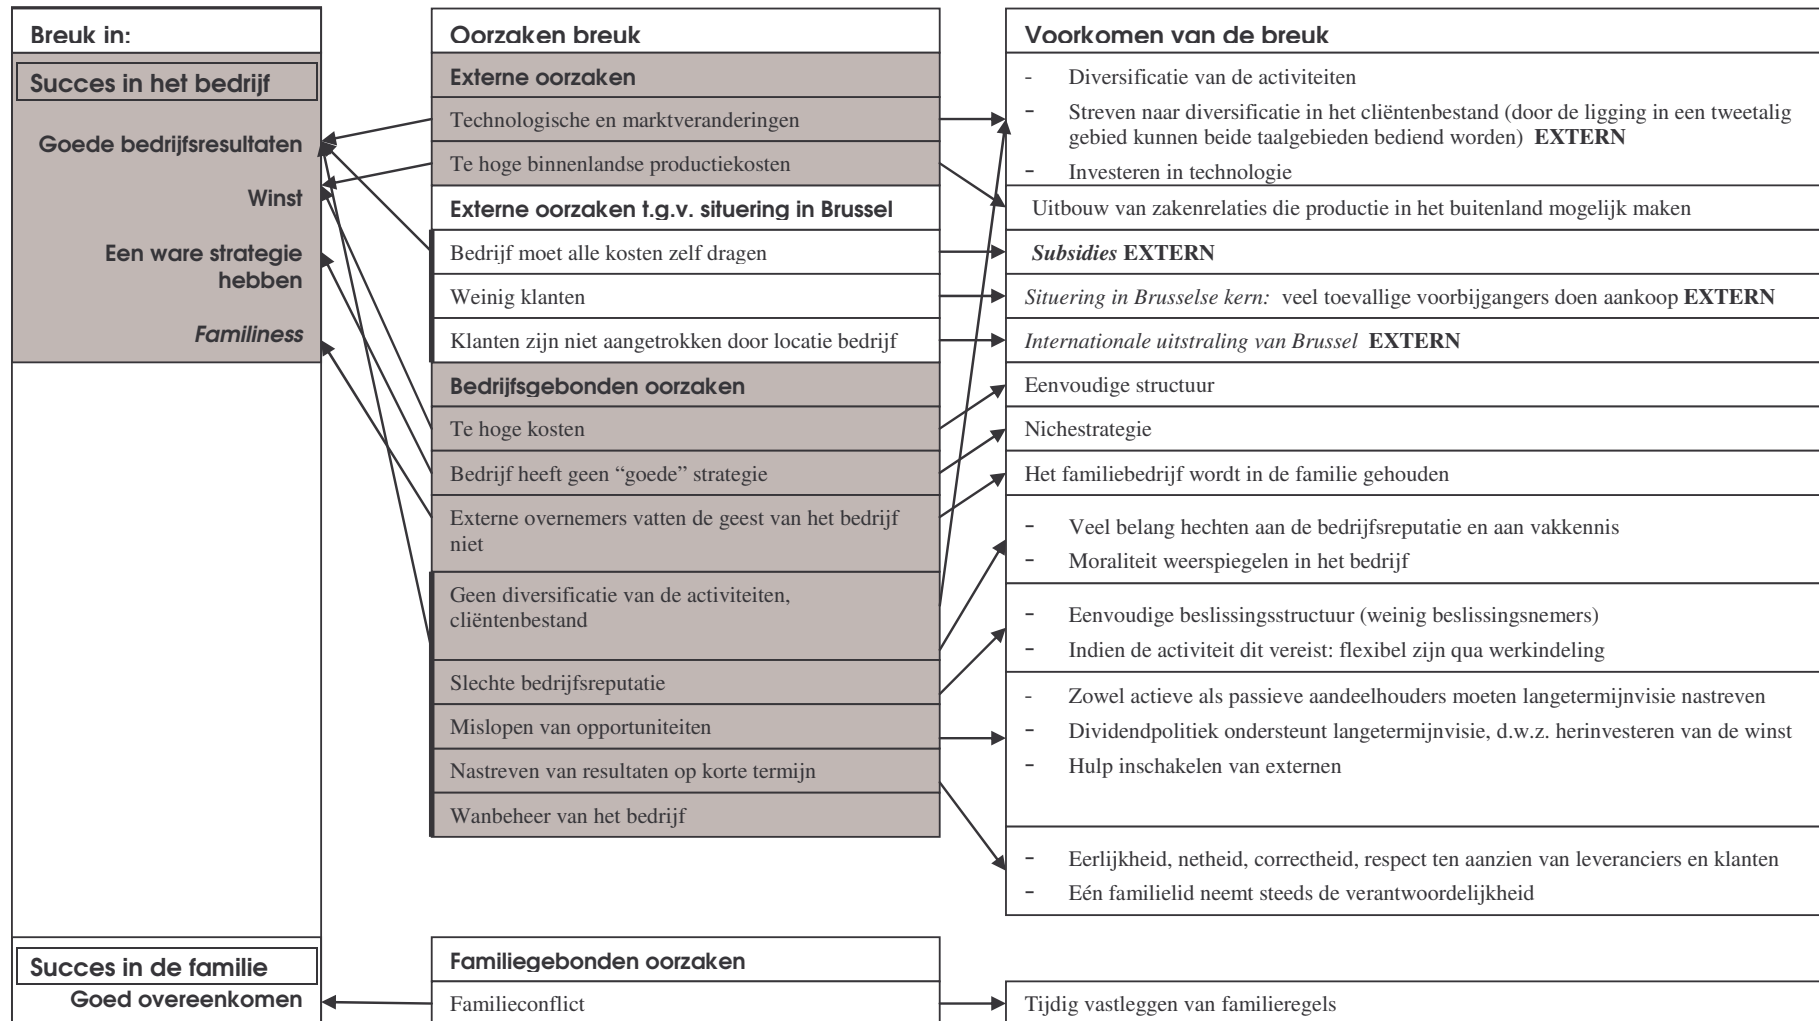 Breuk in:
Succes in het bedrijf
Goede bedrijfsresultaten
Winst
Een ware strategie
hebben
Familiness
Succes in de familie
Goed overeenkomen
Oorzaken breuk
Externe oorzaken
Technologische en marktveranderingen
Te hoge binnenlandse productiekosten
Externe oorzaken t.g.v. situering in Brussel
Bedrijf moet alle kosten zelf dragen
Weinig klanten
Klanten zijn niet aangetrokken door locatie bedrijf
Bedrijfsgebonden oorzaken
Te hoge kosten
Bedrijf heeft geen “goede” strategie
Externe overnemers vatten de geest van het bedrijf
niet
Geen diversificatie van de activiteiten,
cliëntenbestand
Slechte bedrijfsreputatie
Mislopen van opportuniteiten
Nastreven van resultaten op korte termijn
Wanbeheer van het bedrijf
Familiegebonden oorzaken
Familieconflict
Voorkomen van de breuk
- Diversificatie van de activiteiten
- Streven naar diversificatie in het cliëntenbestand (door de ligging in een tweetalig
gebied kunnen beide taalgebieden bediend worden) EXTERN
- Investeren in technologie
Uitbouw van zakenrelaties die productie in het buitenland mogelijk maken
Subsidies EXTERN
Situering in Brusselse kern: veel toevallige voorbijgangers doen aankoop EXTERN
Internationale uitstraling van Brussel EXTERN
Eenvoudige structuur
Nichestrategie
Het familiebedrijf wordt in de familie gehouden
- Veel belang hechten aan de bedrijfsreputatie en aan vakkennis
- Moraliteit weerspiegelen in het bedrijf
- Eenvoudige beslissingsstructuur (weinig beslissingsnemers)
- Indien de activiteit dit vereist: flexibel zijn qua werkindeling
- Zowel actieve als passieve aandeelhouders moeten langetermijnvisie nastreven
- Dividendpolitiek ondersteunt langetermijnvisie, d.w.z. herinvesteren van de winst
- Hulp inschakelen van externen
- Eerlijkheid, netheid, correctheid, respect ten aanzien van leveranciers en klanten
- Eén familielid neemt steeds de verantwoordelijkheid
Tijdig vastleggen van familieregels